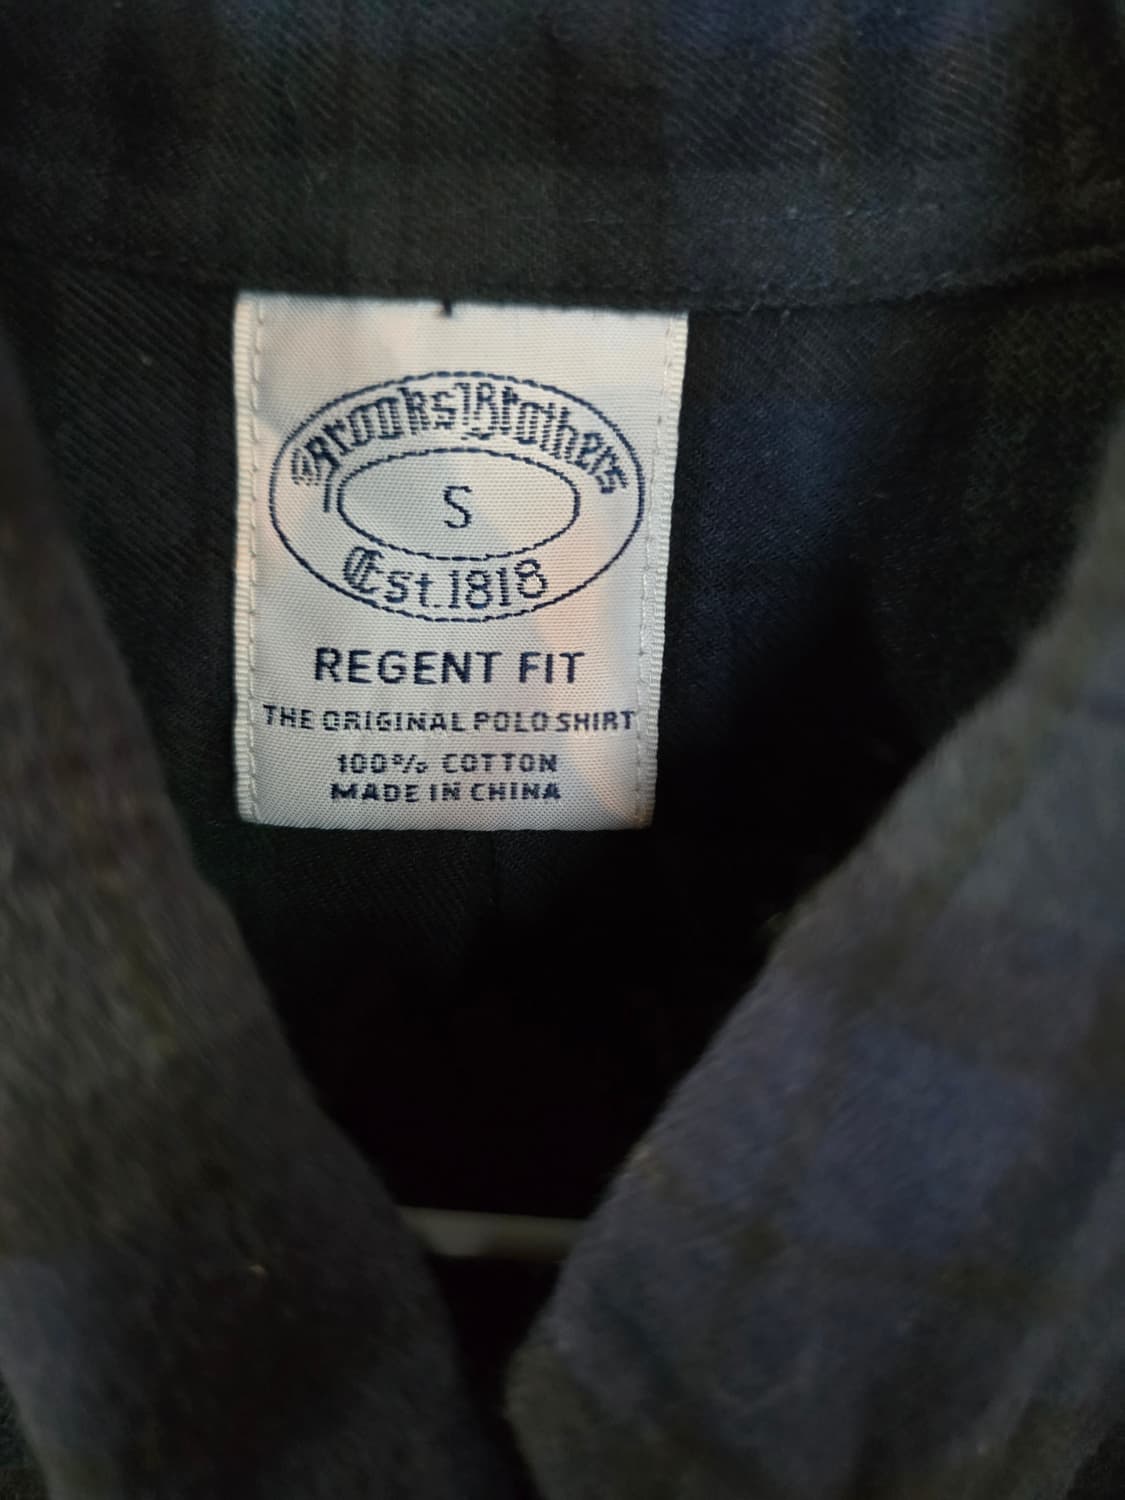 Brooks Brothers
S
Est. 1818
REGENT FIT
THE ORIGINAL POLO SHIRT
100% COTTON
MADE IN CHINA